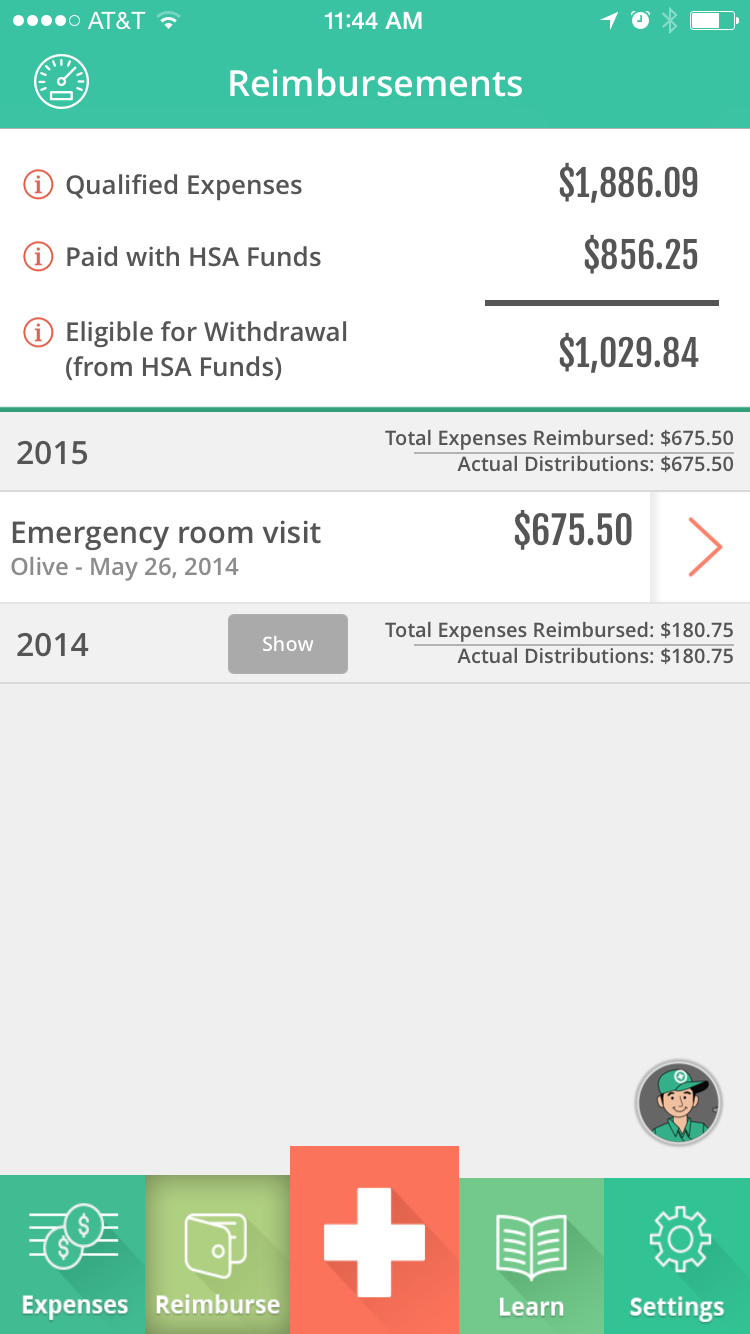 AT&T 11:44 AM
Reimbursements
Qualified Expenses $1,886.09
Paid with HSA Funds $856.25
Eligible for Withdrawal
(from HSA Funds) $1,029.84
2015 Total Expenses Reimbursed: $675.50
Actual Distributions: $675.50
Emergency room visit $675.50
Olive - May 26, 2014
2014 Show Total Expenses Reimbursed: $180.75
Actual Distributions: $180.75
Expenses Reimburse Learn Settings